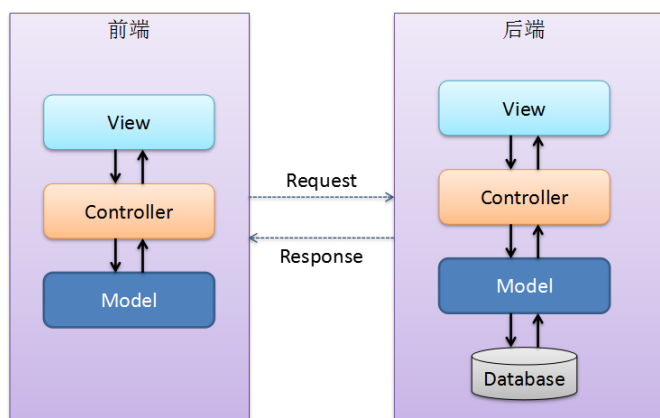 前端
View
Controller
Model
Request
Response
后端
View
Controller
Model
Database